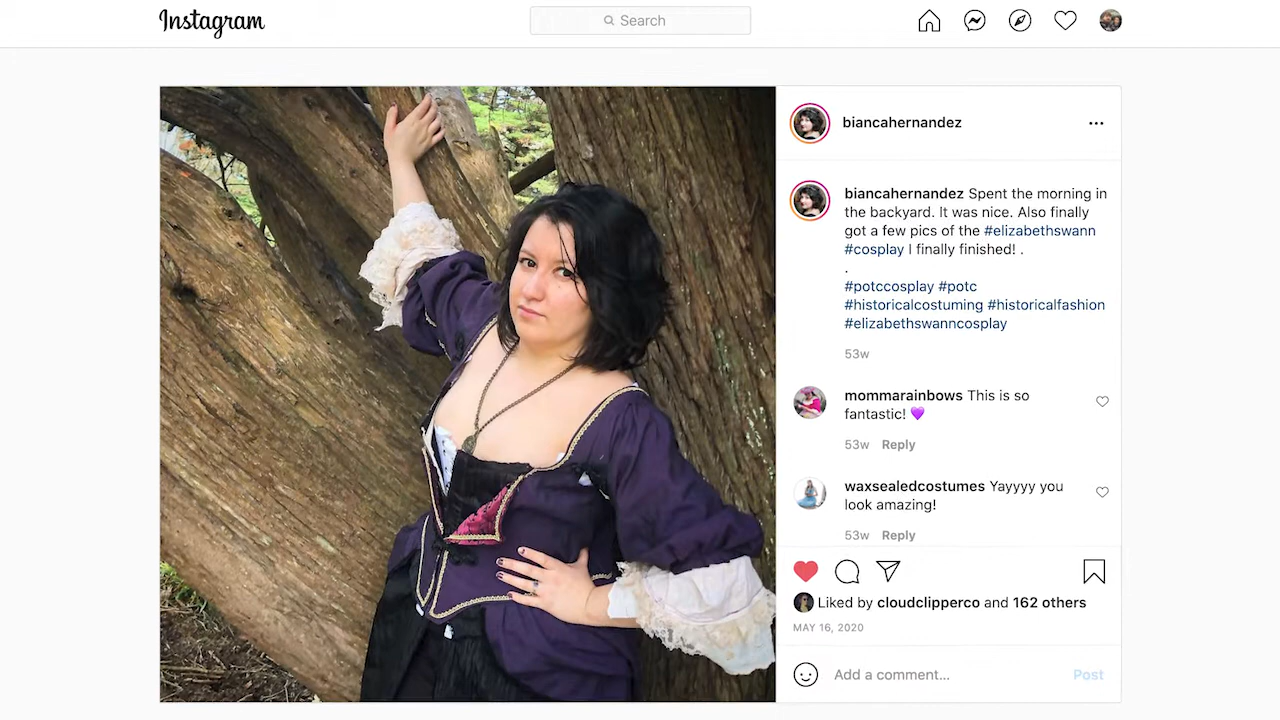 Instagram
Search
biancahernandez
biancahernandez Spent the morning in
the backyard. It was nice. Also finally
got a few pics of the #elizabethswann
#cosplay I finally finished! .
.
#potccosplay #potc
#historicalcostuming #historicalfashion
#elizabethswanncosplay
53w
mommarainbows This is so
fantastic! 💜
53w Reply
waxsealedcostumes Yayyyy you
look amazing!
53w Reply
Liked by cloudclipperco and 162 others
MAY 16, 2020
Add a comment... Post